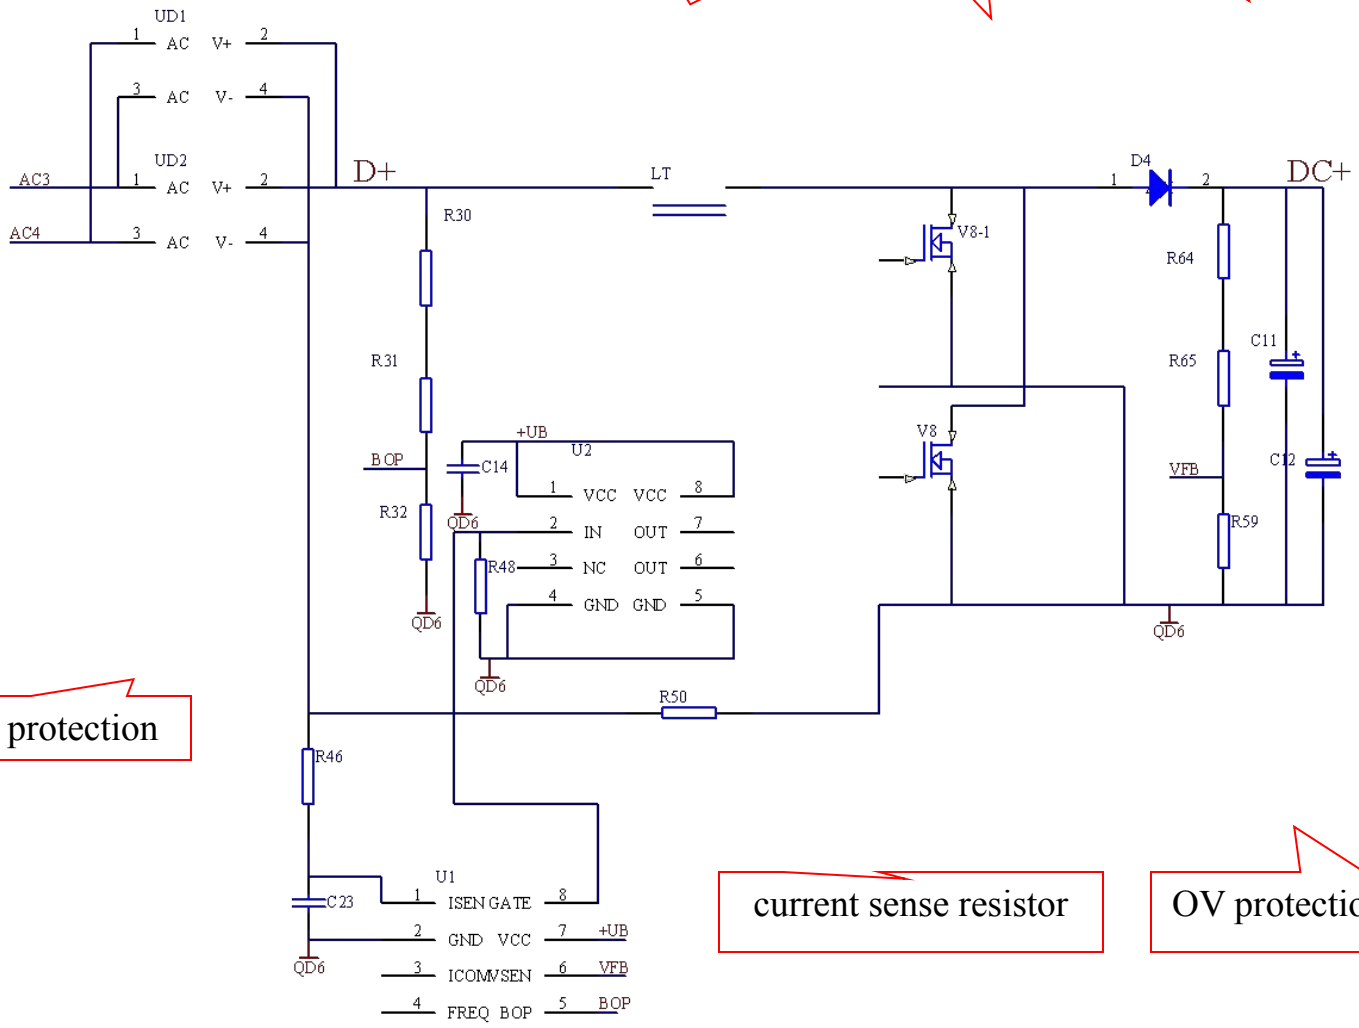 UD1
1 AC V+ 2
3 AC V- 4
UD2
D+
LT
D4
DC+
AC3
1 AC V+ 2
1
2
R30
AC4
3 AC V- 4
V8-1
R64
C11
R31
R65
+UB
V8
U2
BOP
C14
C12
VFB
1 VCC VCC 8
R32
QD6
2 IN OUT 7
R59
R48
3 NC OUT 6
4 GND GND 5
QD6
QD6
QD6
R50
protection
R46
U1
C23
1 ISEN GATE 8
current sense resistor
OV protectio
2 GND VCC 7 +UB
QD6
3 ICOMVSEN 6 VFB
4 FREQ BOP 5 BOP